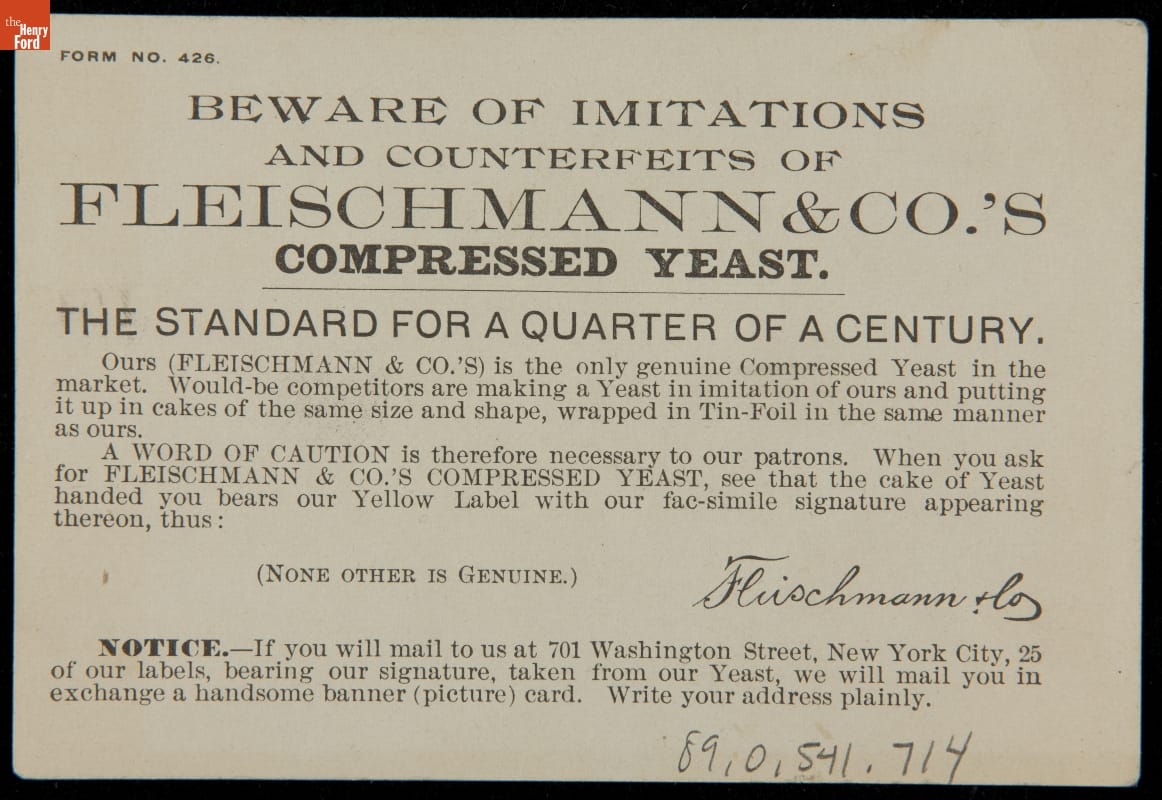 the
Henry
Ford
FORM NO. 426.
BEWARE OF IMITATIONS
AND COUNTERFEITS OF
FLEISCHMANN & CO.'S
COMPRESSED YEAST.
THE STANDARD FOR A QUARTER OF A CENTURY.
Ours (FLEISCHMANN & CO.'S) is the only genuine Compressed Yeast in the
market. Would-be competitors are making a Yeast in imitation of ours and putting
it up in cakes of the same size and shape, wrapped in Tin-Foil in the same manner
as ours.
A WORD OF CAUTION is therefore necessary to our patrons. When you ask
for FLEISCHMANN & CO.'S COMPRESSED YEAST, see that the cake of Yeast
handed you bears our Yellow Label with our fac-simile signature appearing
thereon, thus:
(NONE OTHER IS GENUINE.)
Fleischmann & Co
NOTICE.—If you will mail to us at 701 Washington Street, New York City, 25
of our labels, bearing our signature, taken from our Yeast, we will mail you in
exchange a handsome banner (picture) card. Write your address plainly.
89.0.541.714